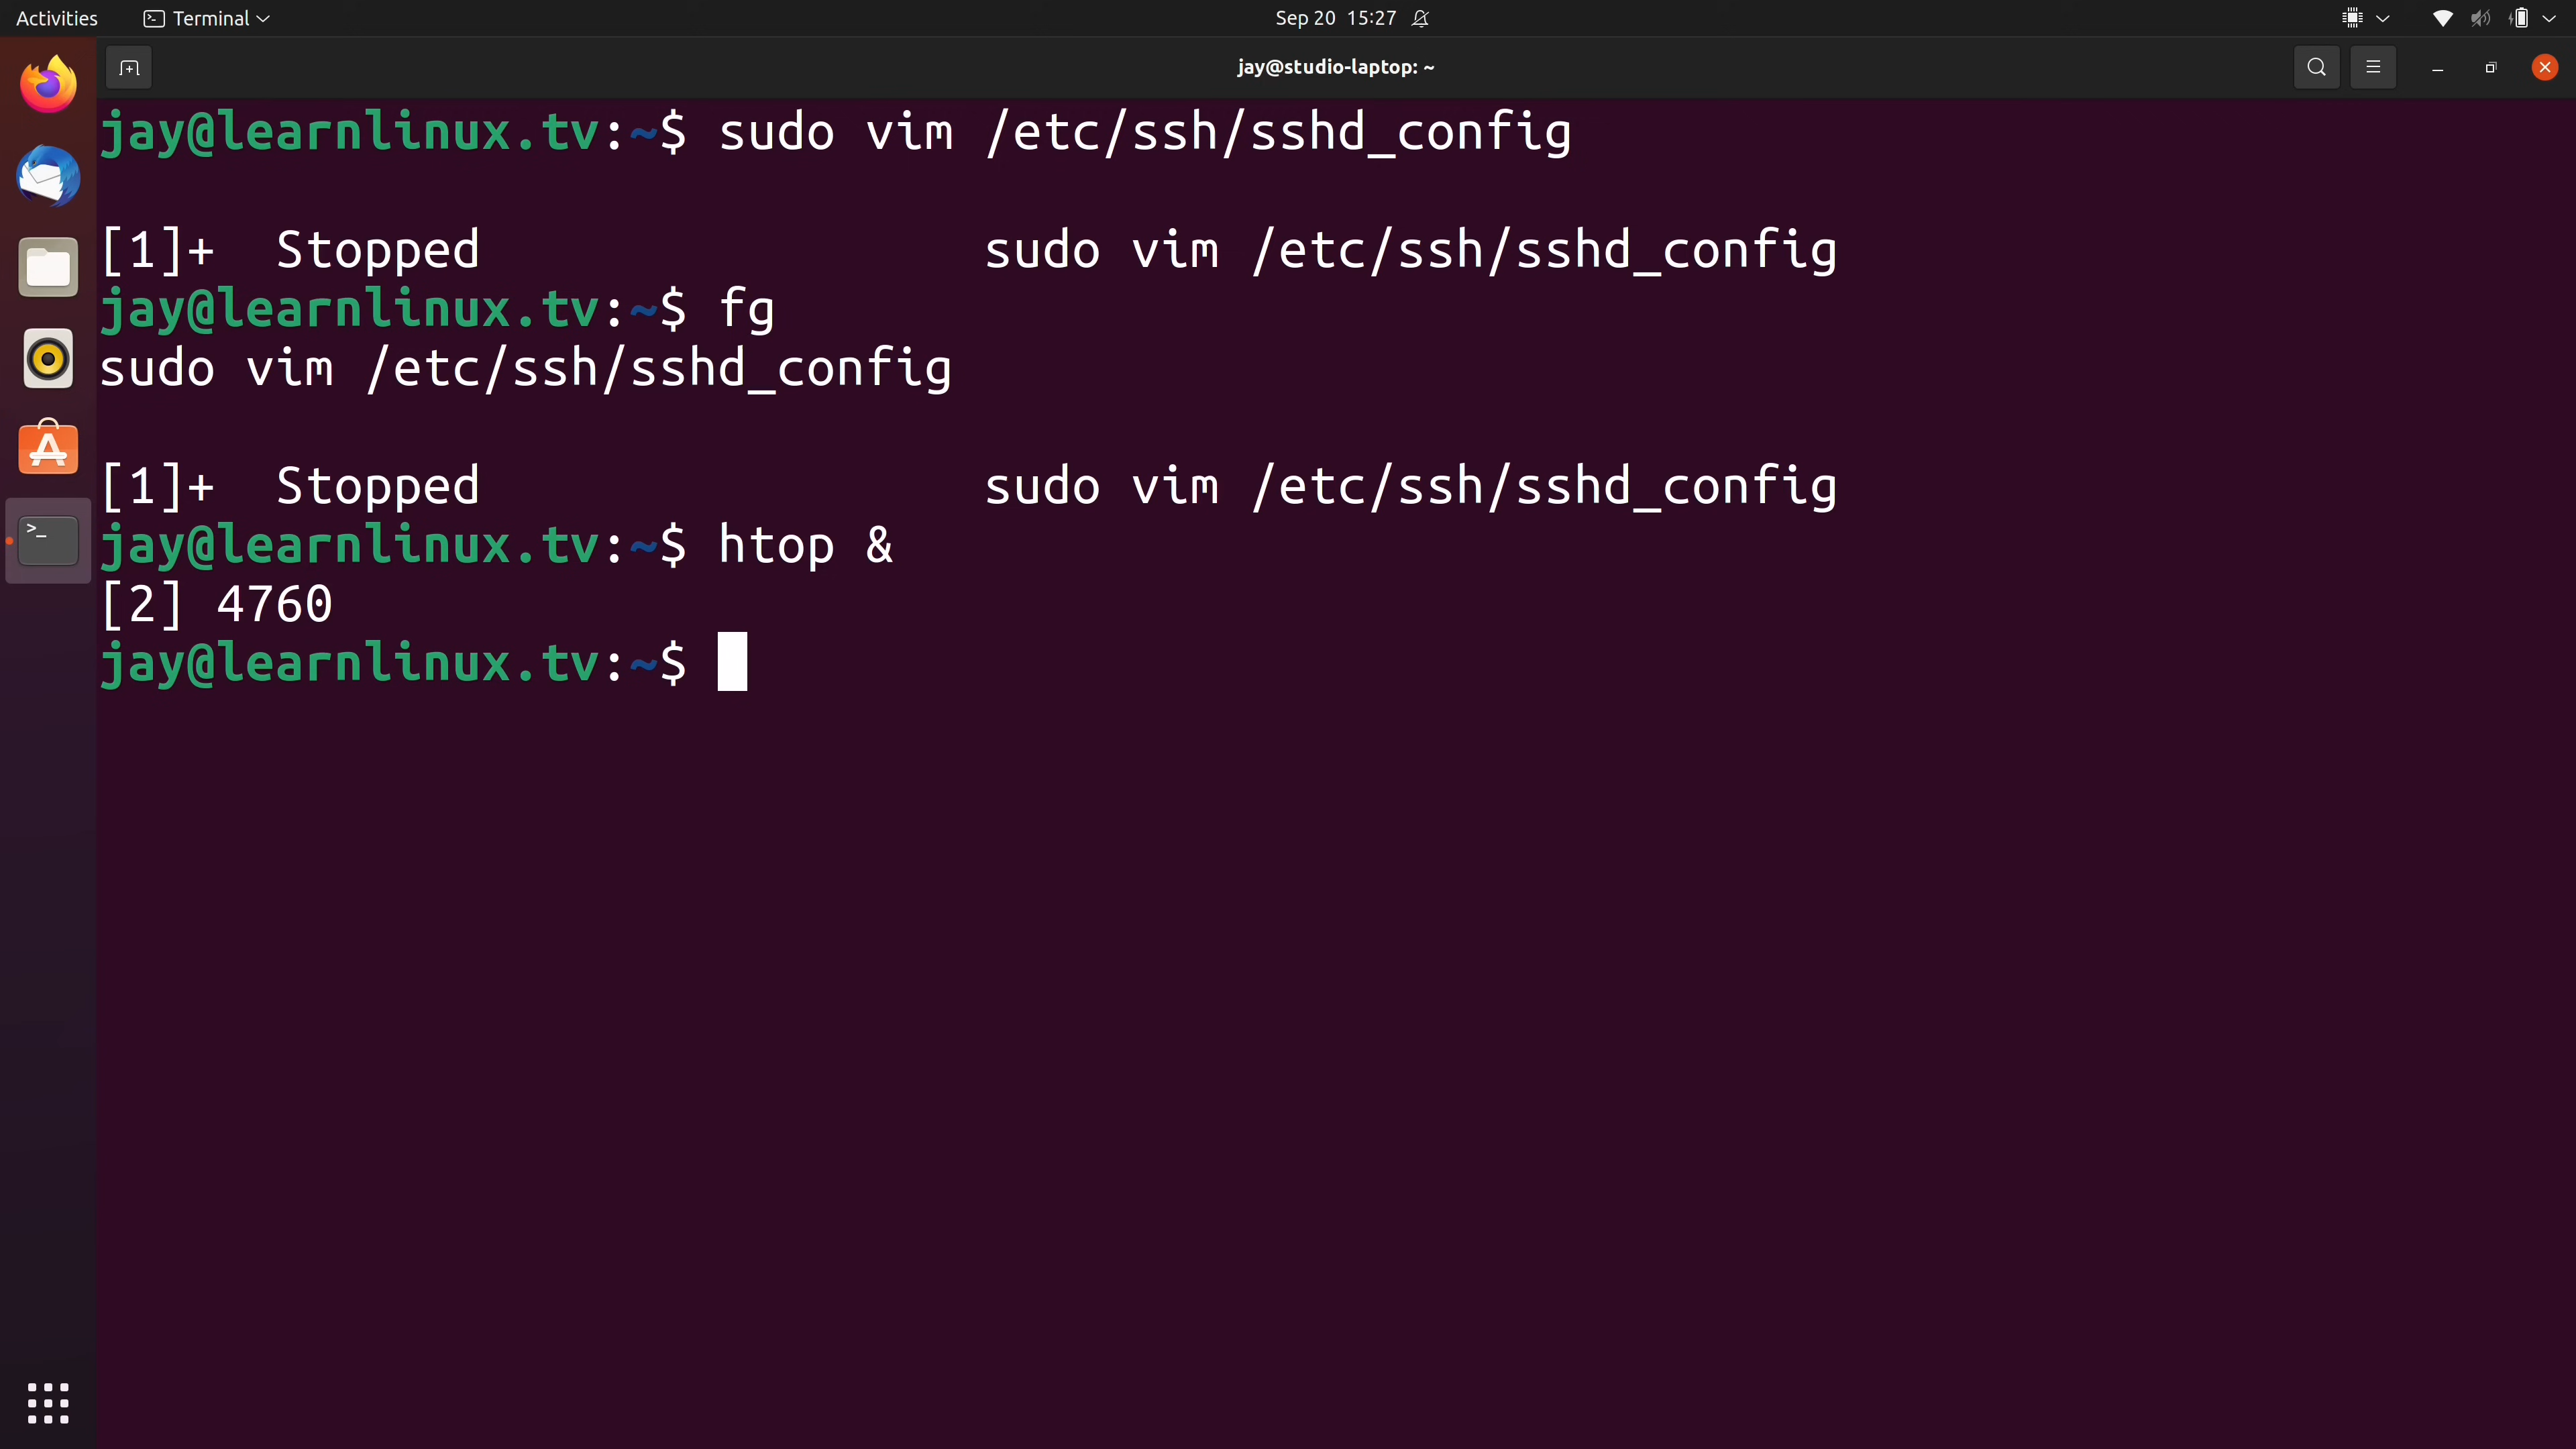 Activities Terminal Sep 20 15:27
jay@studio-laptop: ~
jay@learnlinux.tv:~$ sudo vim /etc/ssh/sshd_config
[1]+  Stopped                 sudo vim /etc/ssh/sshd_config
jay@learnlinux.tv:~$ fg
sudo vim /etc/ssh/sshd_config
[1]+  Stopped                 sudo vim /etc/ssh/sshd_config
jay@learnlinux.tv:~$ htop &
[2] 4760
jay@learnlinux.tv:~$